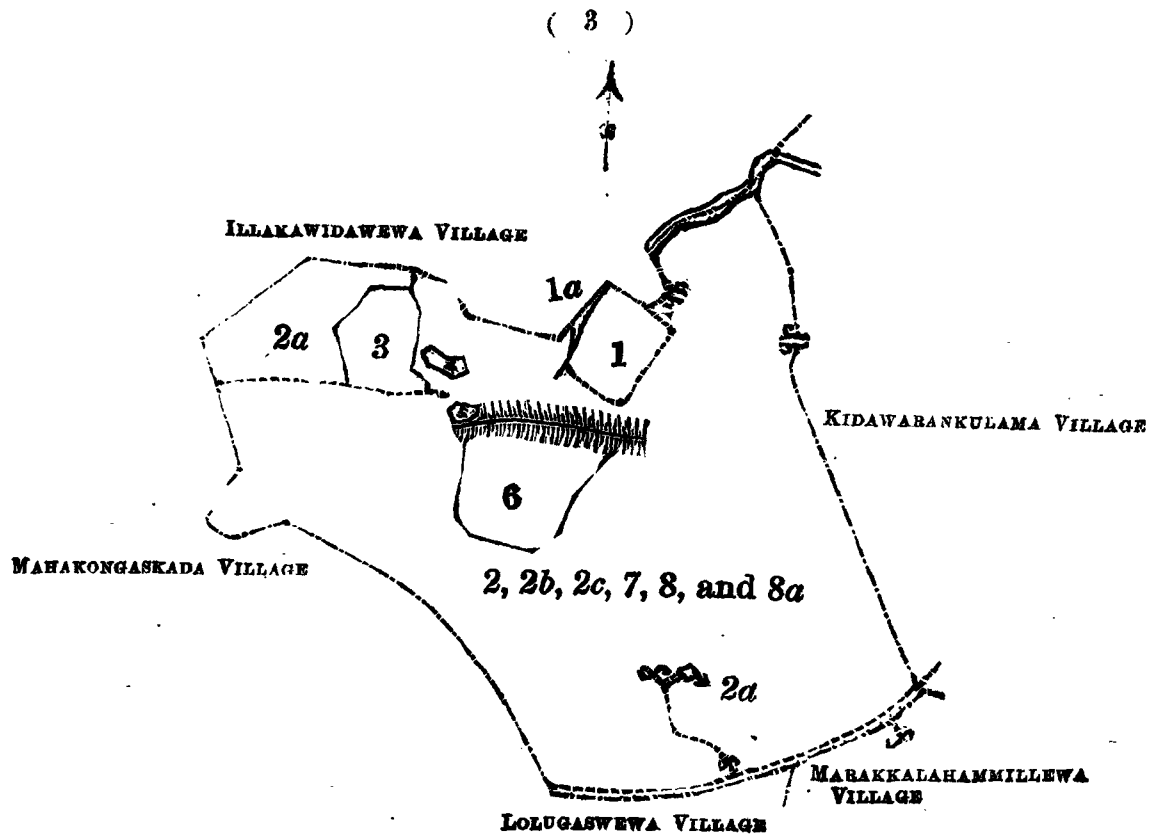 ( 3 )
ILLAKAWIDAWEWA VILLAGE
1a
2a
3
1
KIDAWARANKULAMA VILLAGE
6
MAHAKONGASKADA VILLAGE
2, 2b, 2c, 7, 8, and 8a
2d
MARAKKALAHAMMILLEWA
VILLAGE
LOLUGASWEWA VILLAGE